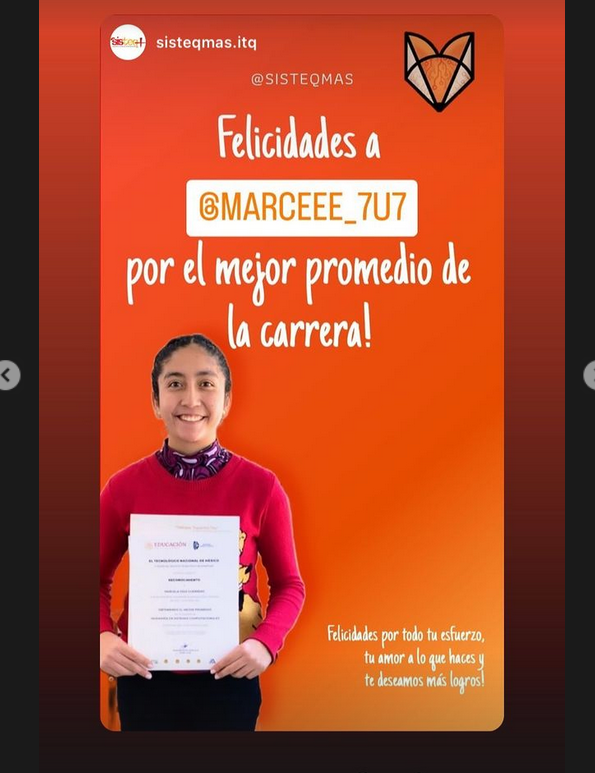 sisteqmas.itq
@SISTEQMAS
Felicidades a
@MARCEEE_7U7
por el mejor promedio de
la carrera!
EDUCACIÓN
EL TECNOLÓGICO NACIONAL DE MÉXICO
RECONOCIMIENTO
Felicidades por todo tu esfuerzo,
tu amor a lo que haces y
te deseamos más logros!